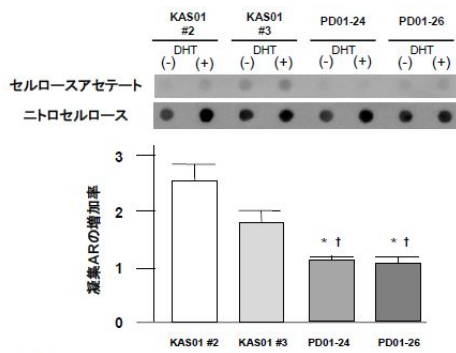 KAS01 KAS01 PD01-24 PD01-26
#2 #3
DHT DHT DHT DHT
(-) (+) (-) (+) (-) (+) (-) (+)
セルロースアセテート
ニトロセルロース
3
2
1
0
凝集ARの増加率
* † * †
KAS01 #2 KAS01 #3 PD01-24 PD01-26